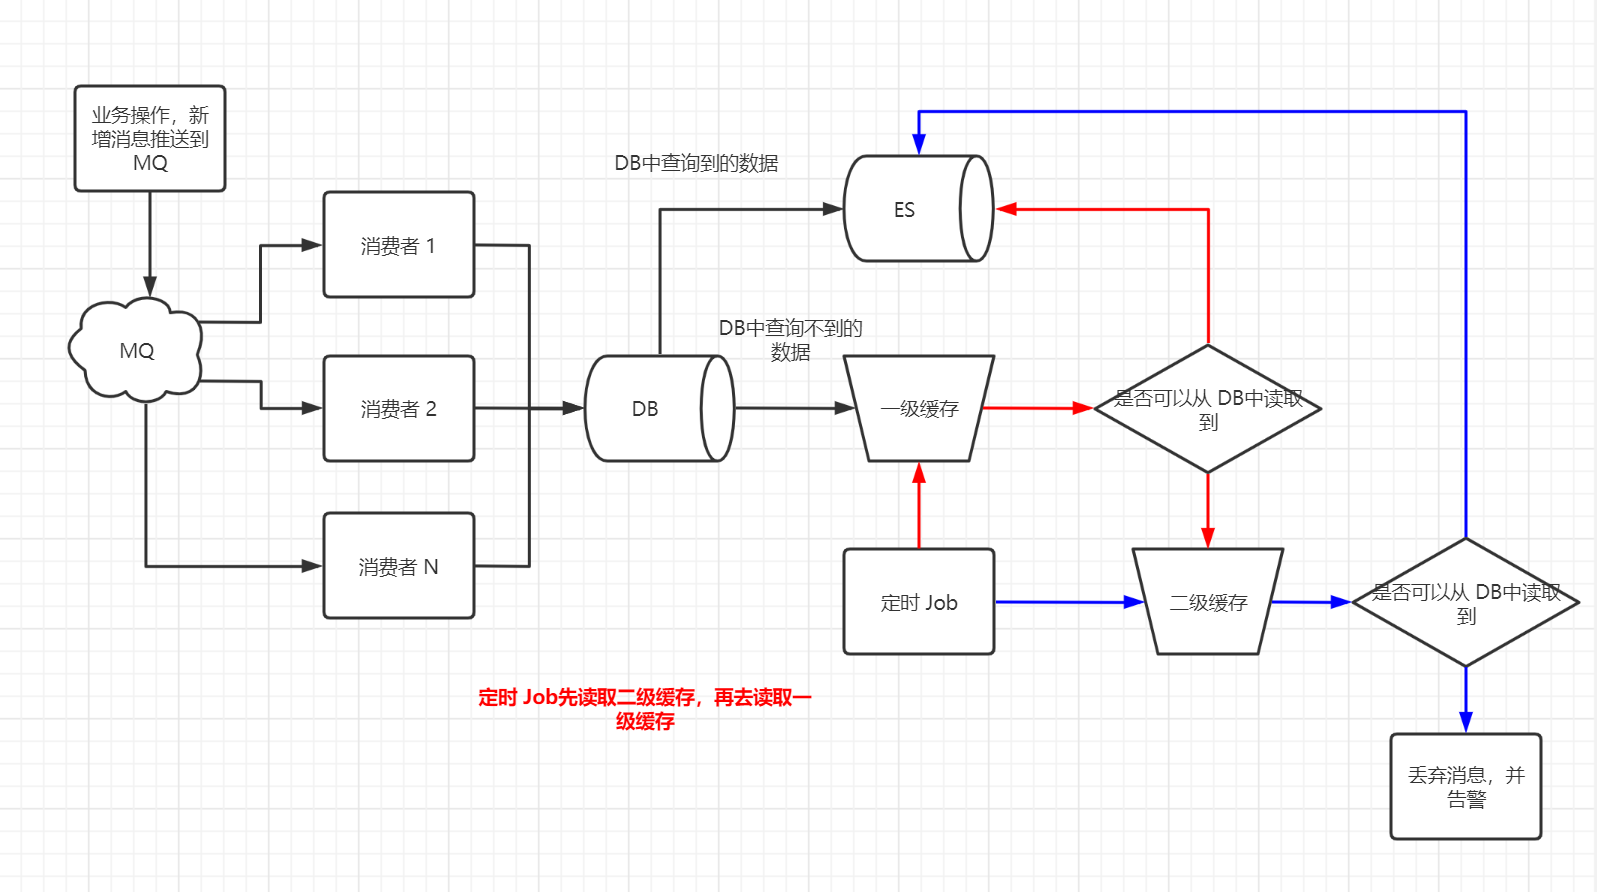 业务操作，新
增消息推送到
MQ
MQ
消费者 1
消费者 2
消费者 N
DB中查询到的数据
ES
DB中查询不到的
数据
DB
一级缓存
是否可以从 DB中读取
到
定时 Job
二级缓存
是否可以从 DB中读取
到
定时 Job先读取二级缓存，再去读取一
级缓存
丢弃消息，并
告警